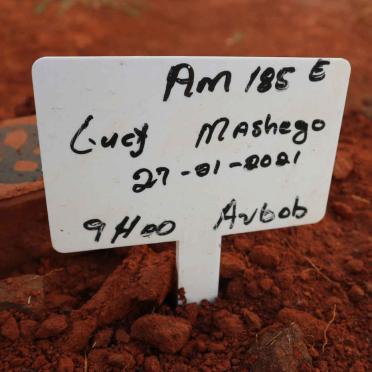 AM 185 E
Lucy Mashego
27-01-2021
9H00 Avbob